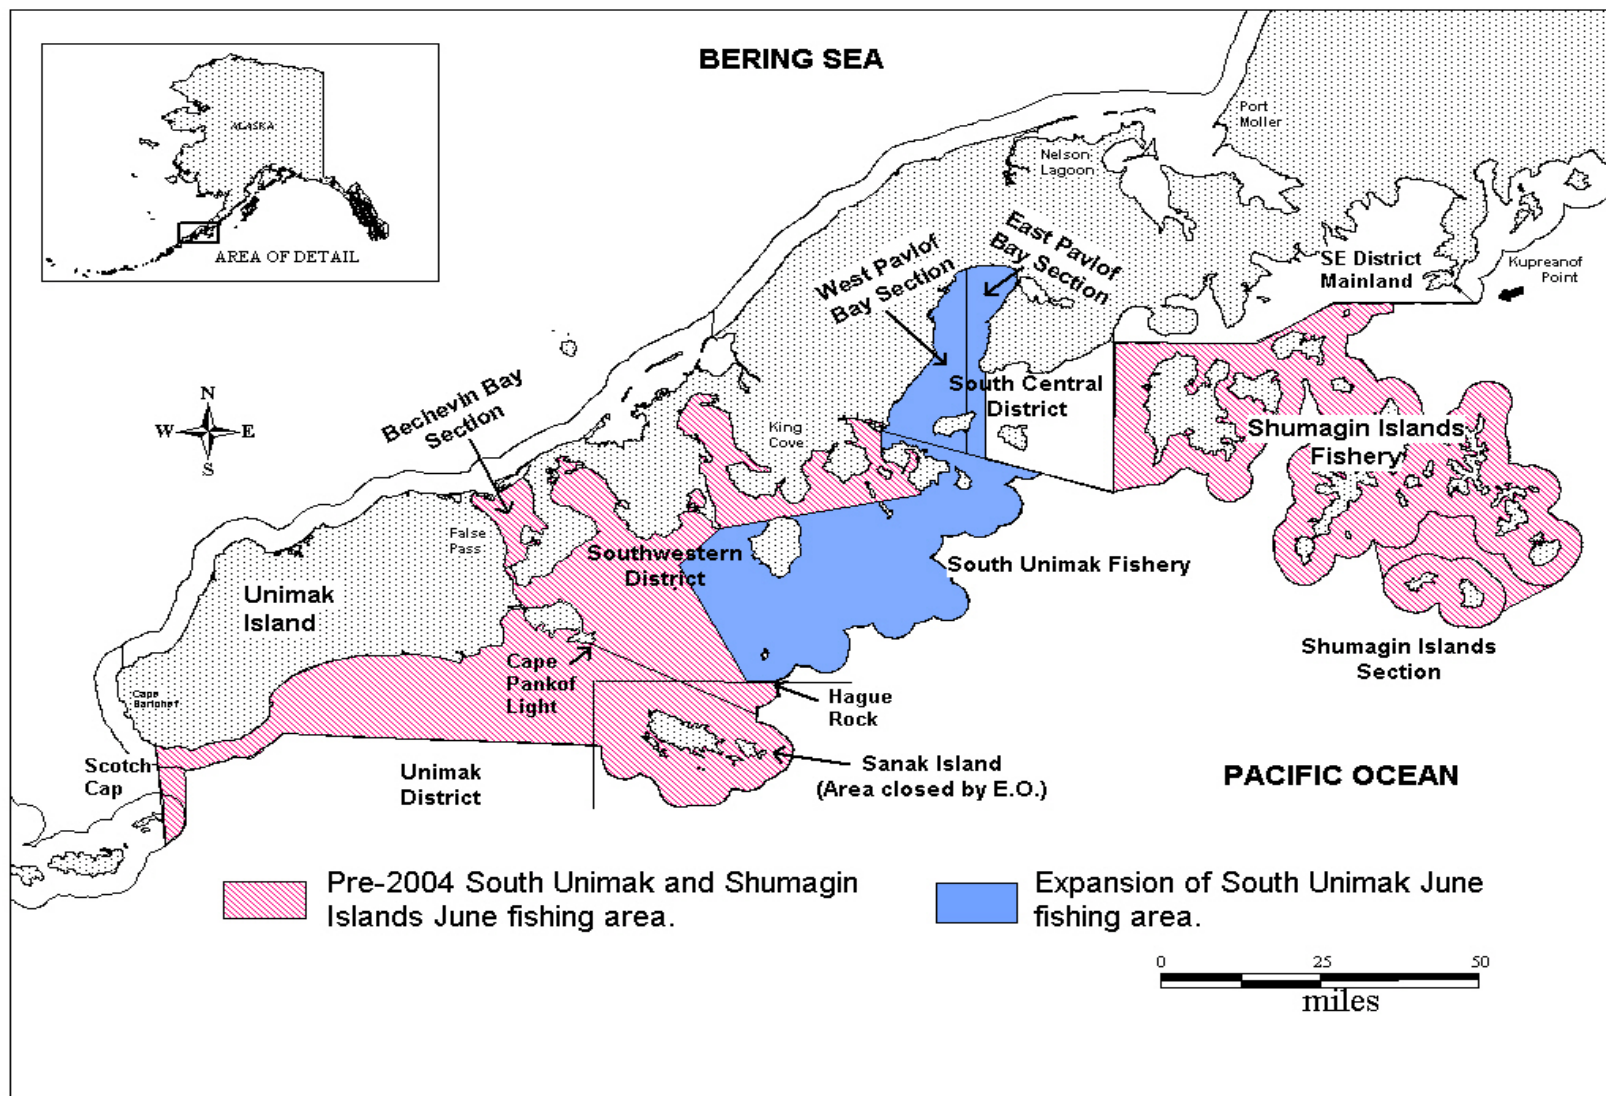 BERING SEA
ALASKA
AREA OF DETAIL
Port
Moller
Nelson
Lagoon
East Pavlof
Bay Section
West Pavlof
Bay Section
SE District
Mainland
Kupreanof
Point
Bechevin Bay
Section
N
W
E
S
King
Cove
South Central
District
Shumagin Islands
Fishery
False
Pass
Southwestern
District
South Unimak Fishery
Unimak
Island
Cape
Pankof
Light
Shumagin Islands
Section
Cape
Hague
Rock
Scotch
Cap
Unimak
District
Sanak Island
(Area closed by E.O.)
PACIFIC OCEAN
Pre-2004 South Unimak and Shumagin
Islands June fishing area.
Expansion of South Unimak June
fishing area.
0
25
50
miles